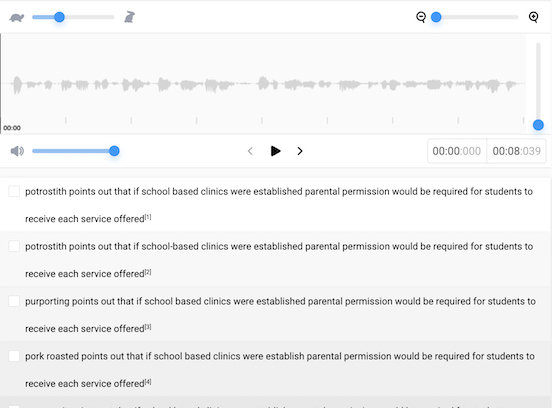 00:00
00:00:000 00:08:039
potrostith points out that if school based clinics were established parental permission would be required for students to
receive each service offered[1]
potrostith points out that if school-based clinics were established parental permission would be required for students to
receive each service offered[2]
purporting points out that if school based clinics were established parental permission would be required for students to
receive each service offered[3]
pork roasted points out that if school based clinics were establish parental permission would be required for students to
receive each service offered[4]